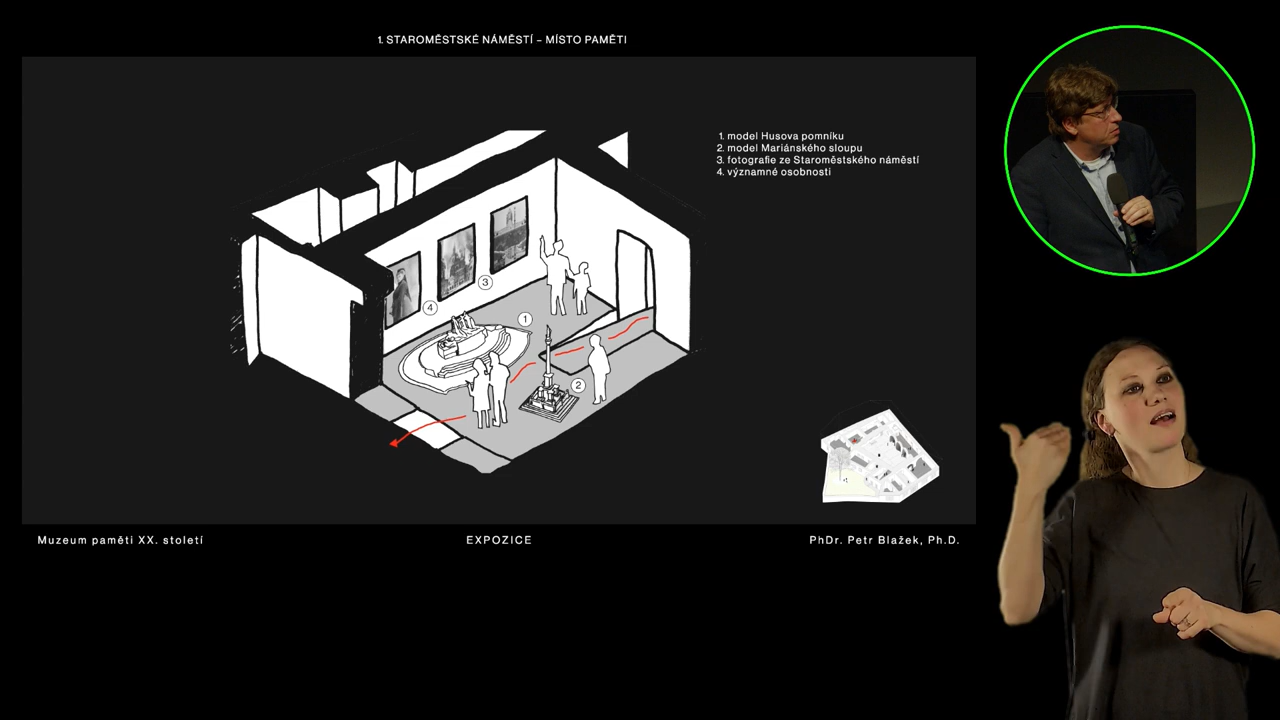 1. STAROMĚSTSKÉ NÁMĚSTÍ – MÍSTO PAMĚTI
1. model Husova pomníku
2. model Mariánského sloupu
3. fotografie ze Staroměstského náměstí
4. významné osobnosti
3
4
1
2
Muzeum paměti XX. století
EXPOZICE
PhDr. Petr Blažek, Ph.D.